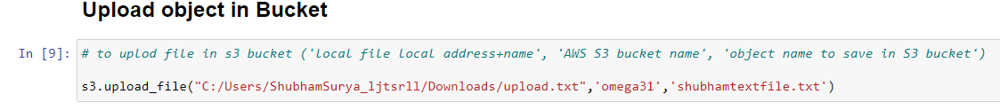 Upload object in Bucket
In [9]: # to uplod file in s3 bucket ('local file local address+name', 'AWS S3 bucket name', 'object name to save in S3 bucket')
s3.upload_file("C:/Users/ShubhamSurya_ljtsrll/Downloads/upload.txt",'omega31','shubhamtextfile.txt')